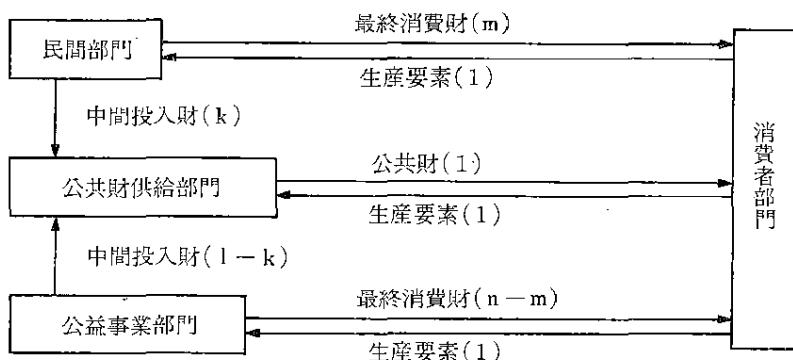 最終消費財(m)
民間部門
生産要素(1)
中間投入財(k)
公共財(1)
公共財供給部門
生産要素(1)
消費者部門
中間投入財(l-k)
最終消費財(n-m)
公益事業部門
生産要素(1)